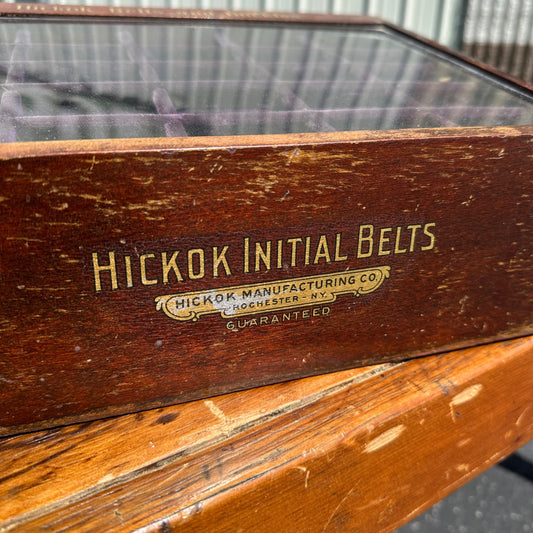 HICKOK INITIAL BELTS
HICKOK MANUFACTURING CO.
ROCHESTER - N.Y.
GUARANTEED